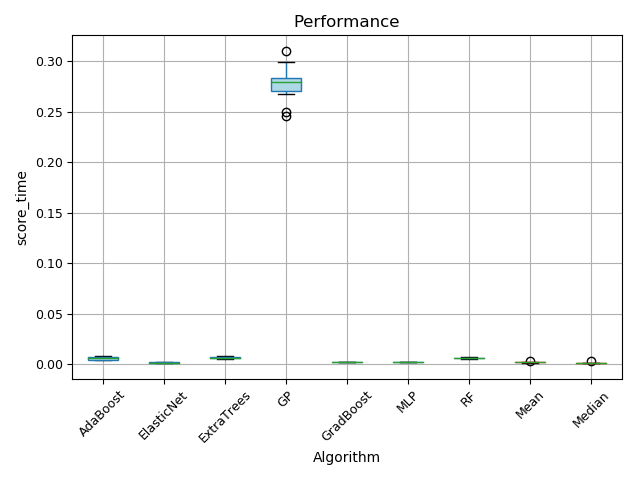 Performance
score_time
0.30
0.25
0.20
0.15
0.10
0.05
0.00
AdaBoost
ElasticNet
ExtraTrees
GP
GradBoost
MLP
RF
Mean
Median
Algorithm